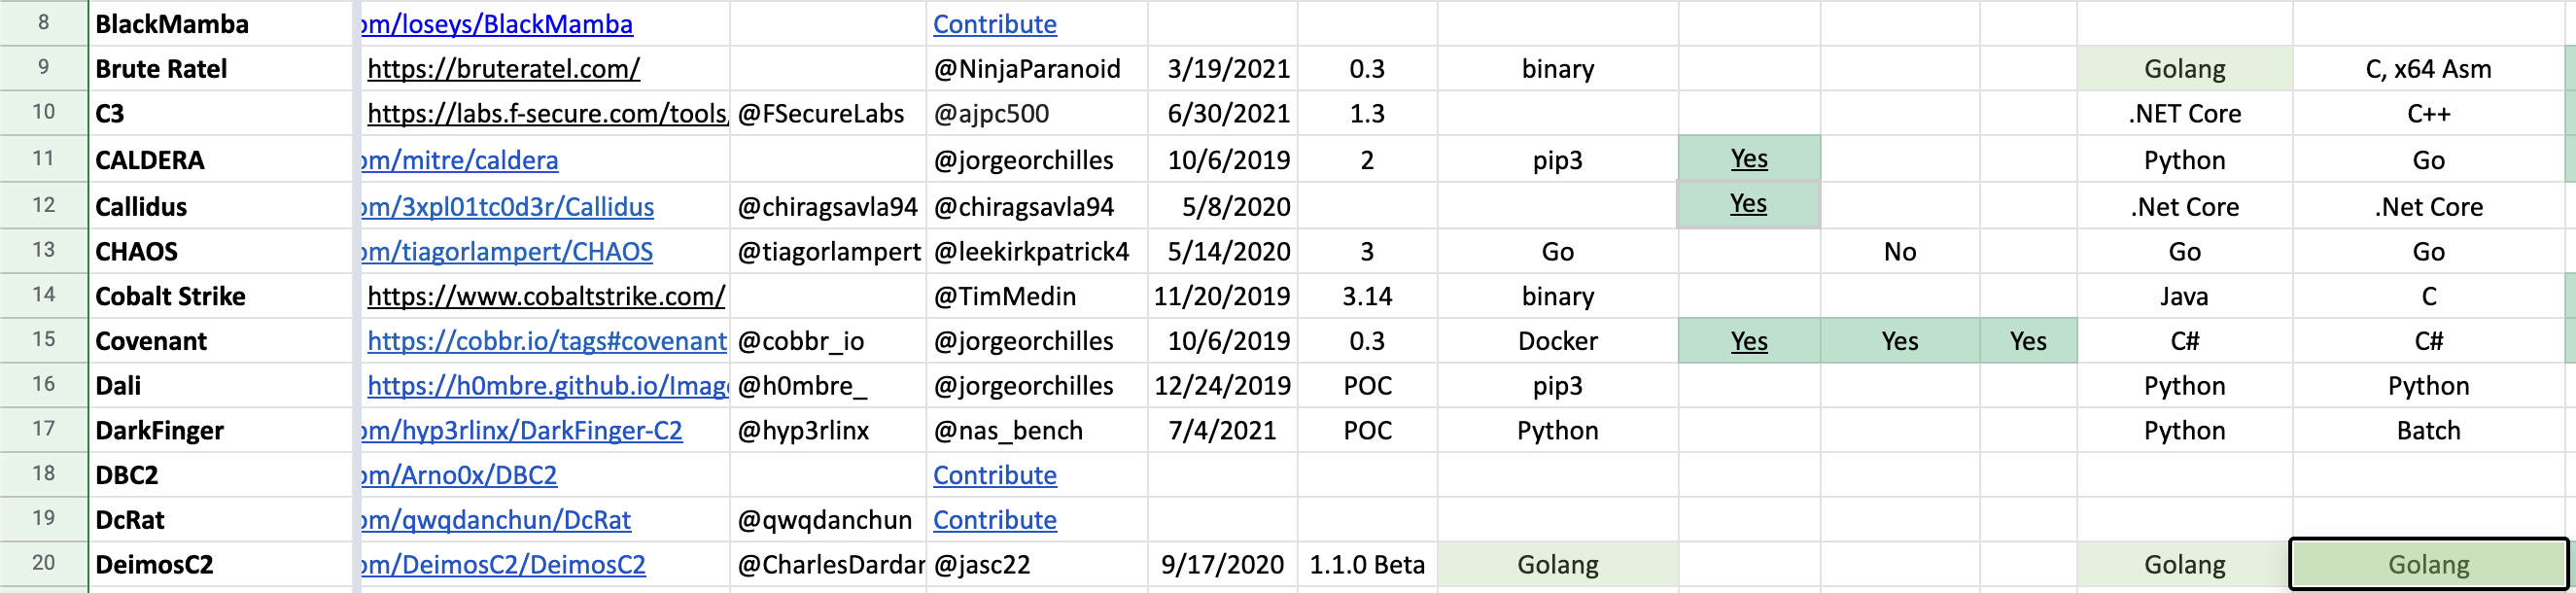 8 BlackMamba om/loseys/BlackMamba Contribute
9 Brute Ratel https://bruteratel.com/ @NinjaParanoid 3/19/2021 0.3 binary Golang C, x64 Asm
10 C3 https://labs.f-secure.com/tools/ @FSecureLabs @ajpc500 6/30/2021 1.3 .NET Core C++
11 CALDERA om/mitre/caldera @jorgeorchilles 10/6/2019 2 pip3 Yes Python Go
12 Callidus om/3xpl01tc0d3r/Callidus @chiragsavla94 @chiragsavla94 5/8/2020 Yes .Net Core .Net Core
13 CHAOS om/tiagorlampert/CHAOS @tiagorlampert @leekirkpatrick4 5/14/2020 3 Go No Go Go
14 Cobalt Strike https://www.cobaltstrike.com/ @TimMedin 11/20/2019 3.14 binary Java C
15 Covenant https://cobbr.io/tags#covenant @cobbr_io @jorgeorchilles 10/6/2019 0.3 Docker Yes Yes Yes C# C#
16 Dali https://h0mbre.github.io/Imag @h0mbre_ @jorgeorchilles 12/24/2019 POC pip3 Python Python
17 DarkFinger om/hyp3rlinx/DarkFinger-C2 @hyp3rlinx @nas_bench 7/4/2021 POC Python Python Batch
18 DBC2 om/Arno0x/DBC2 Contribute
19 DcRat om/qwqdanchun/DcRat @qwqdanchun Contribute
20 DeimosC2 om/DeimosC2/DeimosC2 @CharlesDardar @jasc22 9/17/2020 1.1.0 Beta Golang Golang Golang